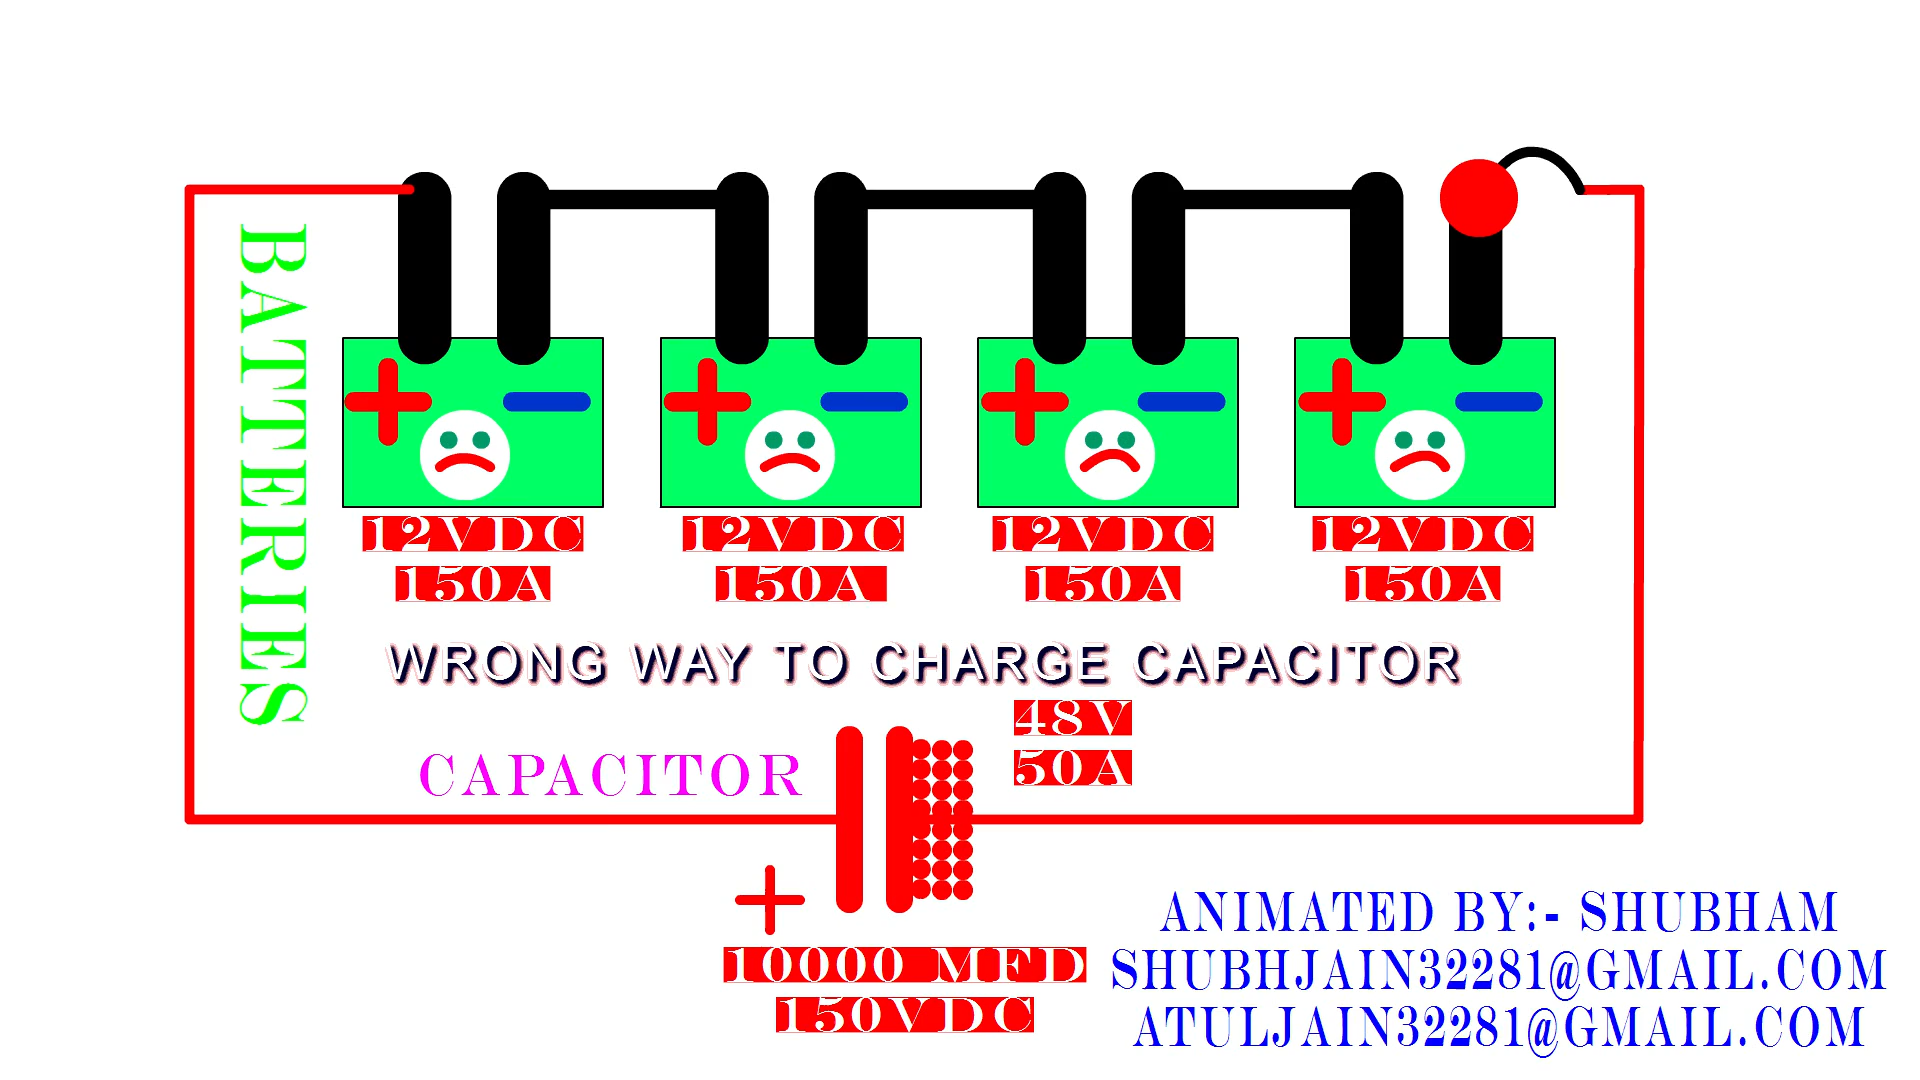 BATTERIES
12VDC 12VDC 12VDC 12VDC
150A 150A 150A 150A
WRONG WAY TO CHARGE CAPACITOR
48V
50A
CAPACITOR
10000 MFD
150VDC
ANIMATED BY:- SHUBHAM
SHUBHJAIN32281@GMAIL.COM
ATULJAIN32281@GMAIL.COM